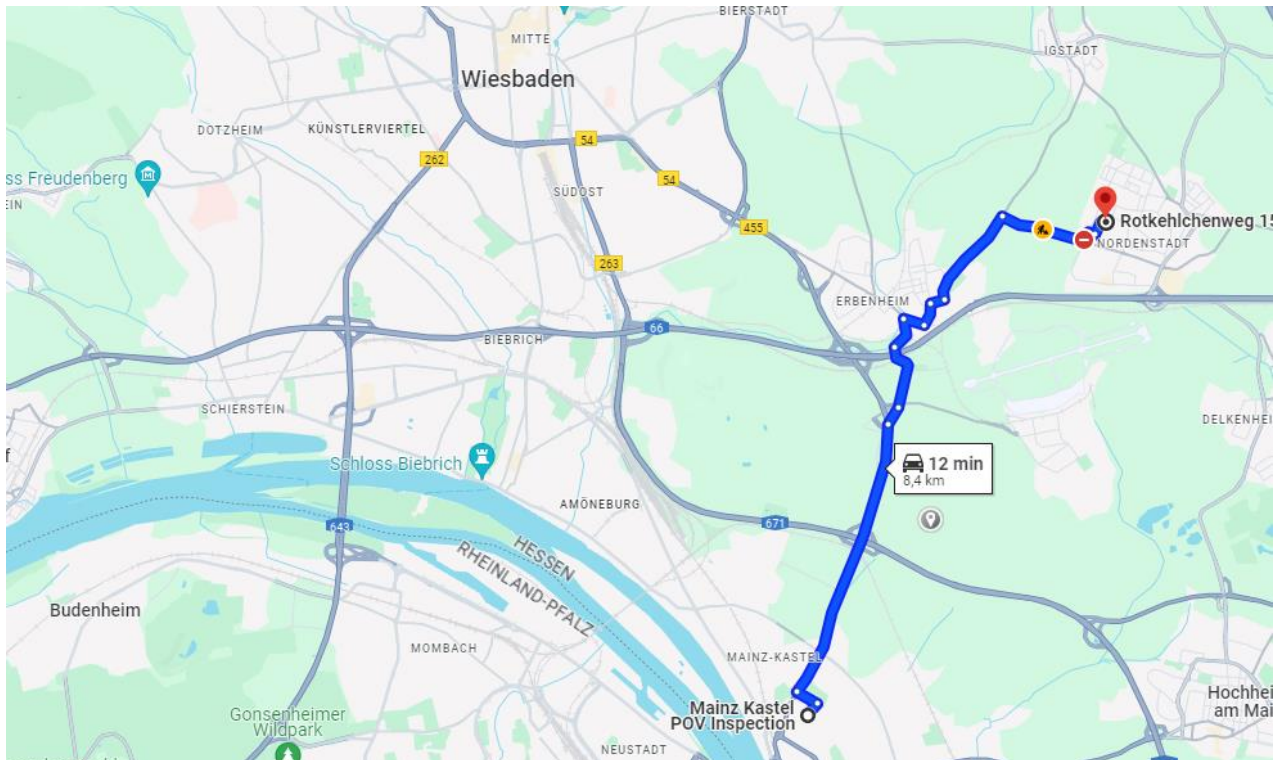 BIERSTADT
MITTE
IGSTADT
Wiesbaden
DOTZHEIM
KÜNSTLERVIERTEL
54
262
ss Freudenberg
EIN
SÜDOST
54
455
Rotkehlchenweg 15
NORDENSTADT
263
ERBENHEIM
66
BIEBRICH
SCHIERSTEIN
DELKENHEI
f
Schloss Biebrich
12 min
8,4 km
AMÖNEBURG
671
643
HESSEN
RHEINLAND-PFALZ
Budenheim
MOMBACH
MAINZ-KASTEL
Mainz Kastel
POV Inspection
Hochhei
am Mai
Gonsenheimer
Wildpark
NEUSTADT